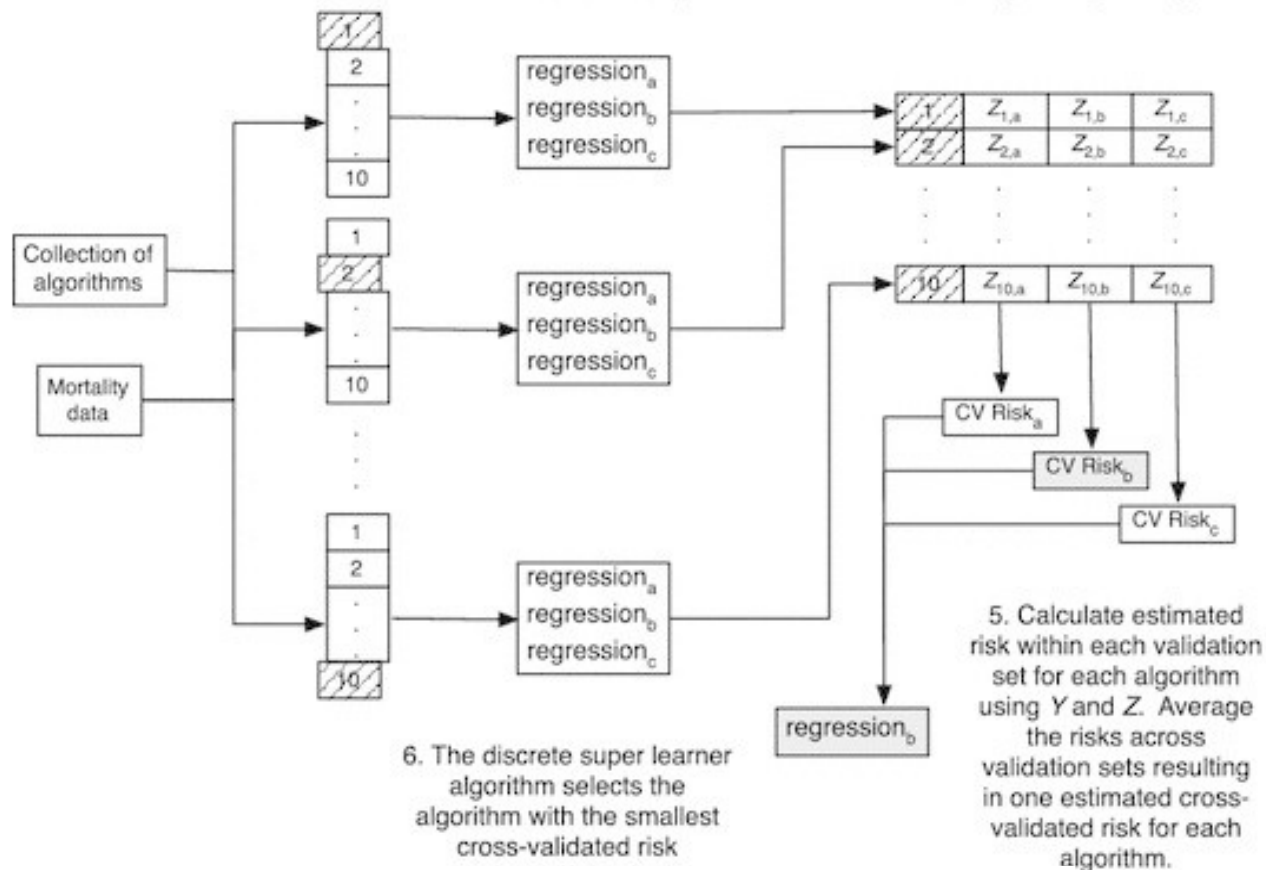 1
2
10
regression_a
regression_b
regression_c
1
Z_1,a
Z_1,b
Z_1,c
2
Z_2,a
Z_2,b
Z_2,c
10
Z_10,a
Z_10,b
Z_10,c
Collection of
algorithms
Mortality
data
1
2
10
regression_a
regression_b
regression_c
CV Risk_a
CV Risk_b
CV Risk_c
1
2
10
regression_a
regression_b
regression_c
regression_b
5. Calculate estimated
risk within each validation
set for each algorithm
using Y and Z. Average
the risks across
validation sets resulting
in one estimated cross-
validated risk for each
algorithm.
6. The discrete super learner
algorithm selects the
algorithm with the smallest
cross-validated risk